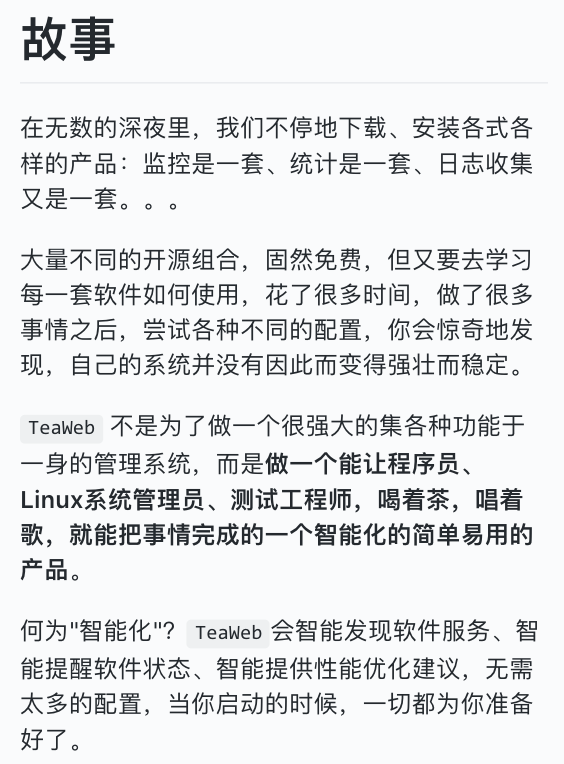 故事
在无数的深夜里，我们不停地下载、安装各式各
样的产品：监控是一套、统计是一套、日志收集
又是一套。。。
大量不同的开源组合，固然免费，但又要去学习
每一套软件如何使用，花了很多时间，做了很多
事情之后，尝试各种不同的配置，你会惊奇地发
现，自己的系统并没有因此而变得强壮而稳定。
TeaWeb 不是为了做一个很强大的集各种功能于
一身的管理系统，而是做一个能让程序员、
Linux系统管理员、测试工程师，喝着茶，唱着
歌，就能把事情完成的一个智能化的简单易用的
产品。
何为"智能化"？TeaWeb会智能发现软件服务、智
能提醒软件状态、智能提供性能优化建议，无需
太多的配置，当你启动的时候，一切都为你准备
好了。